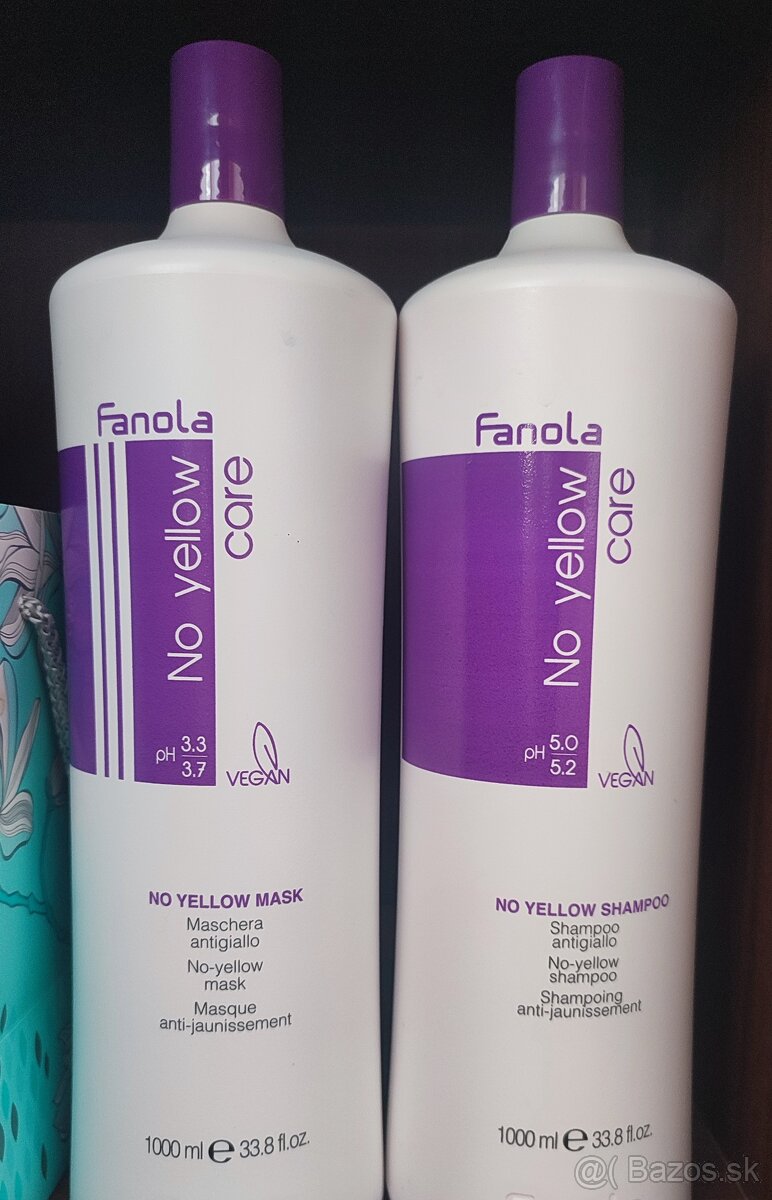 Fanola
No yellow
care
pH 3.3
3.7
VEGAN
NO YELLOW MASK
Maschera
antigiallo
No-yellow
mask
Masque
anti-jaunissement
1000 ml e 33.8 fl.oz.
Fanola
No yellow
care
pH 5.0
5.2
VEGAN
NO YELLOW SHAMPOO
Shampoo
antigiallo
No-yellow
shampoo
Shampoing
anti-jaunissement
1000 ml e 33.8 fl.oz.
@( Bazos.sk